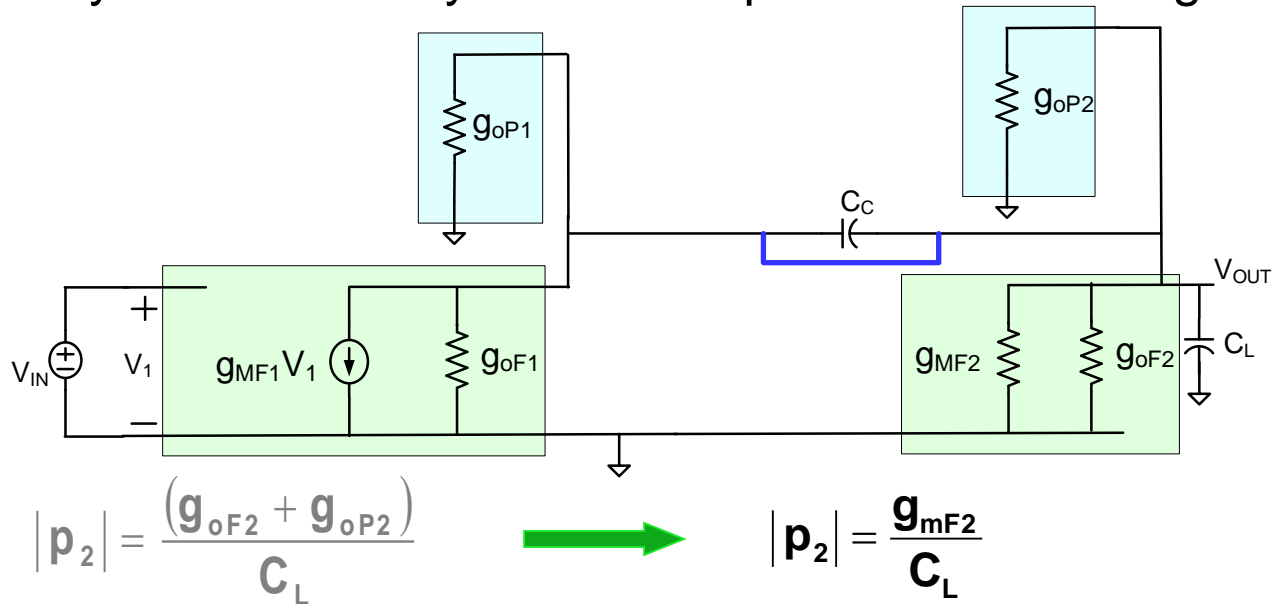 g_oP1
g_oP2
C_C
V_OUT
+
V_IN
V_1
g_MF1V_1
g_oF1
g_MF2
g_oF2
C_L
−
|p_2| = (g_oF2 + g_oP2) / C_L
|p_2| = g_mF2 / C_L